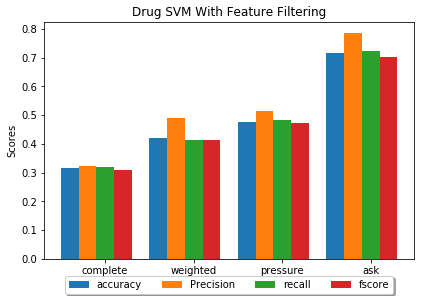 Drug SVM With Feature Filtering
Scores
0.8
0.7
0.6
0.5
0.4
0.3
0.2
0.1
0.0
complete weighted pressure ask
accuracy Precision recall fscore